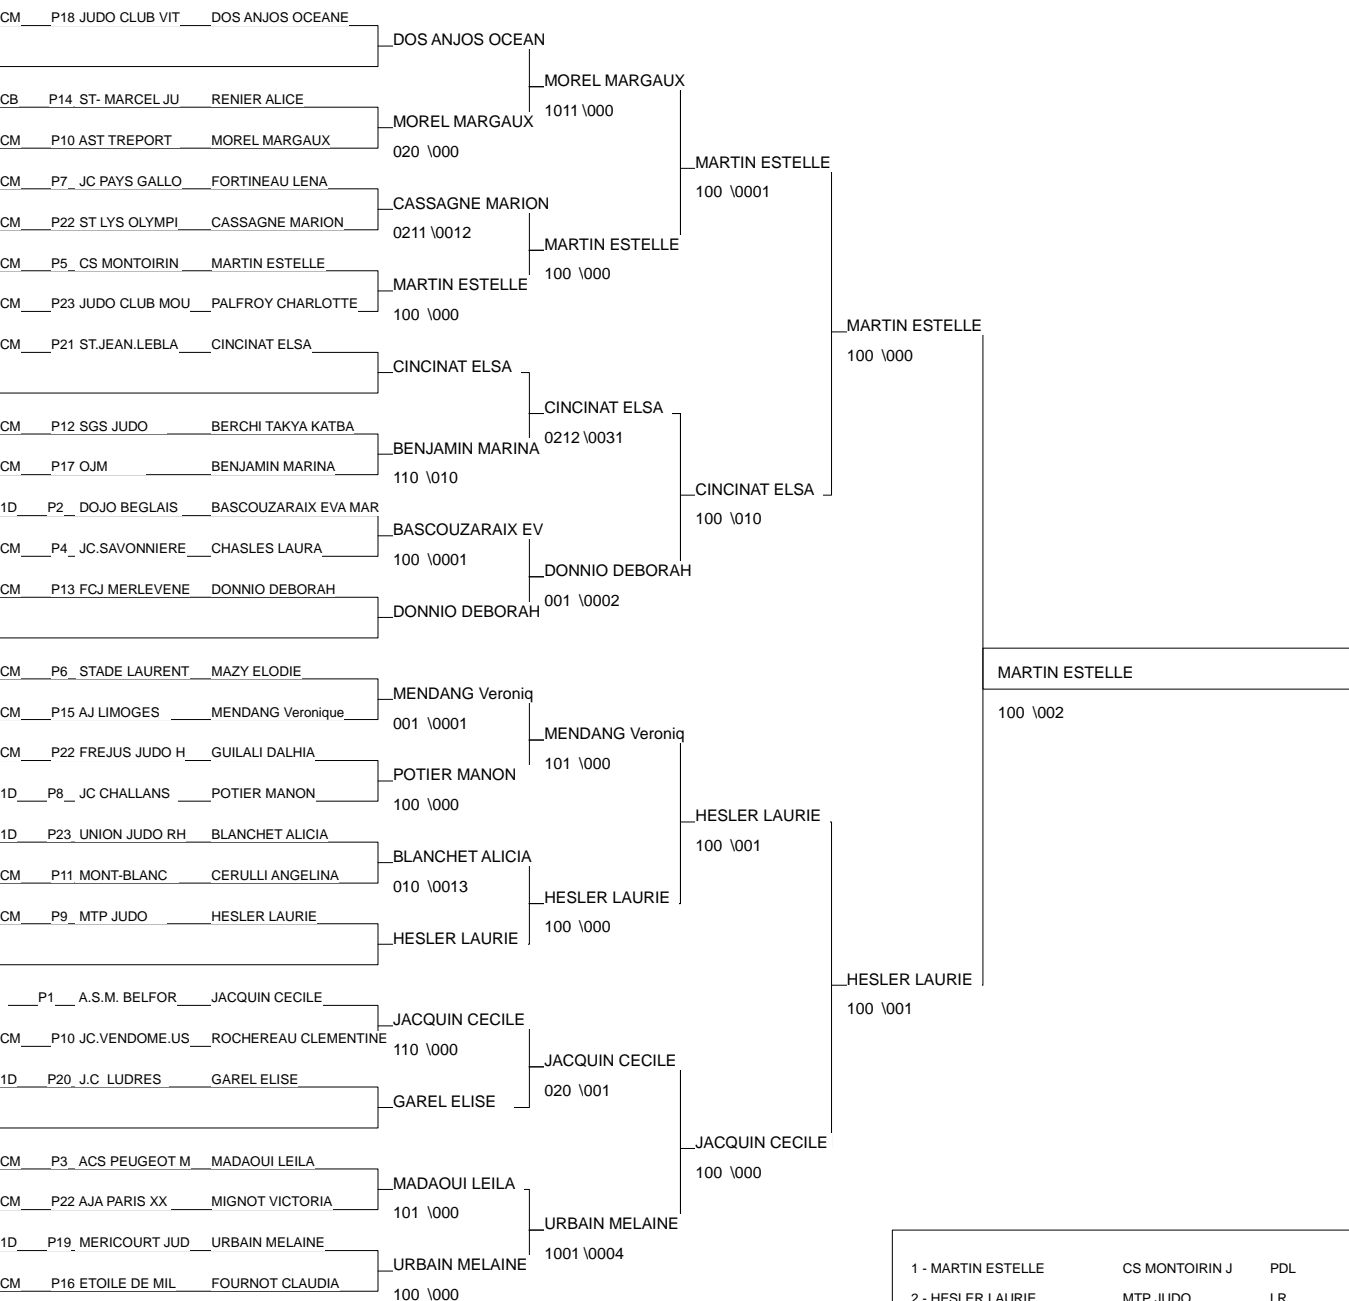 CM P18 JUDO CLUB VIT DOS ANJOS OCEANE
DOS ANJOS OCEAN
MOREL MARGAUX
1011 \000
CB P14 ST- MARCEL JU RENIER ALICE
MOREL MARGAUX
020 \000
CM P10 AST TREPORT MOREL MARGAUX
MARTIN ESTELLE
100 \0001
CM P7 JC PAYS GALLO FORTINEAU LENA
CASSAGNE MARION
0211 \0012
CM P22 ST LYS OLYMPI CASSAGNE MARION
MARTIN ESTELLE
100 \000
CM P5 CS MONTOIRIN MARTIN ESTELLE
MARTIN ESTELLE
100 \000
CM P23 JUDO CLUB MOU PALFROY CHARLOTTE
MARTIN ESTELLE
100 \000
CM P21 ST.JEAN.LEBLA CINCINAT ELSA
CINCINAT ELSA
CINCINAT ELSA
0212 \0031
CM P12 SGS JUDO BERCHI TAKYA KATBA
BENJAMIN MARINA
110 \010
CM P17 OJM BENJAMIN MARINA
CINCINAT ELSA
100 \010
1D P2 DOJO BEGLAIS BASCOUZARAIX EVA MAR
BASCOUZARAIX EV
100 \0001
CM P4 JC.SAVONNIERE CHASLES LAURA
DONNIO DEBORAH
001 \0002
CM P13 FCJ MERLEVENE DONNIO DEBORAH
DONNIO DEBORAH
MARTIN ESTELLE
100 \002
CM P6 STADE LAURENT MAZY ELODIE
MENDANG Veroniq
001 \0001
CM P15 AJ LIMOGES MENDANG Veronique
MENDANG Veroniq
101 \000
CM P22 FREJUS JUDO H GUILALI DALHIA
POTIER MANON
100 \000
1D P8 JC CHALLANS POTIER MANON
HESLER LAURIE
100 \001
1D P23 UNION JUDO RH BLANCHET ALICIA
BLANCHET ALICIA
010 \0013
CM P11 MONT-BLANC CERULLI ANGELINA
HESLER LAURIE
100 \000
CM P9 MTP JUDO HESLER LAURIE
HESLER LAURIE
HESLER LAURIE
100 \001
P1 A.S.M. BELFOR JACQUIN CECILE
JACQUIN CECILE
110 \000
CM P10 JC.VENDOME.US ROCHEREAU CLEMENTINE
JACQUIN CECILE
020 \001
1D P20 J.C LUDRES GAREL ELISE
GAREL ELISE
JACQUIN CECILE
100 \000
CM P3 ACS PEUGEOT M MADAOUI LEILA
MADAOUI LEILA
101 \000
CM P22 AJA PARIS XX MIGNOT VICTORIA
URBAIN MELAINE
1001 \0004
1D P19 MERICOURT JUD URBAIN MELAINE
URBAIN MELAINE
100 \000
CM P16 ETOILE DE MIL FOURNOT CLAUDIA
1 - MARTIN ESTELLE CS MONTOIRIN J PDL
2 - HESLER LAURIE MTP JUDO LR